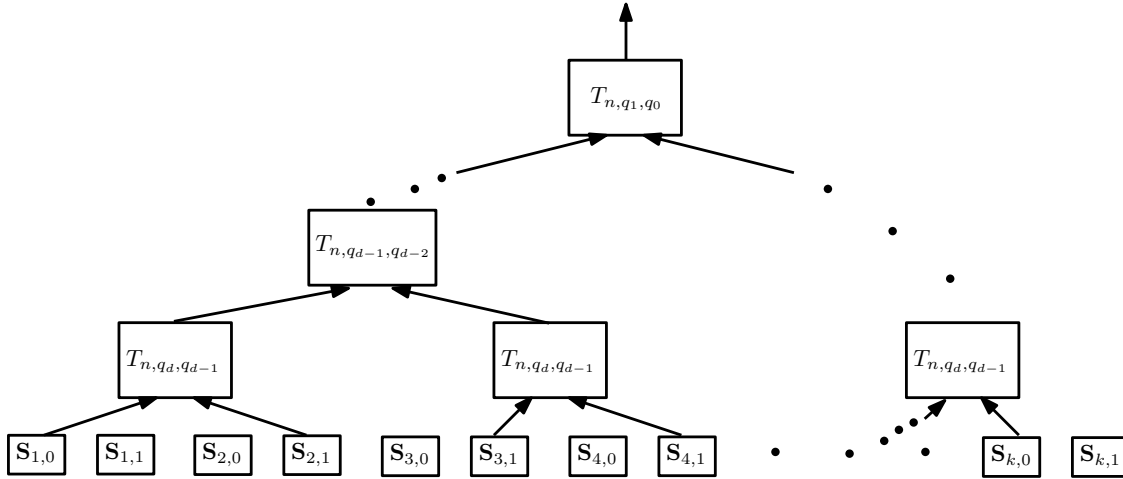 T_{n,q_1,q_0}
T_{n,q_{d-1},q_{d-2}}
T_{n,q_d,q_{d-1}} T_{n,q_d,q_{d-1}} T_{n,q_d,q_{d-1}}
S_{1,0} S_{1,1} S_{2,0} S_{2,1} S_{3,0} S_{3,1} S_{4,0} S_{4,1} S_{k,0} S_{k,1}